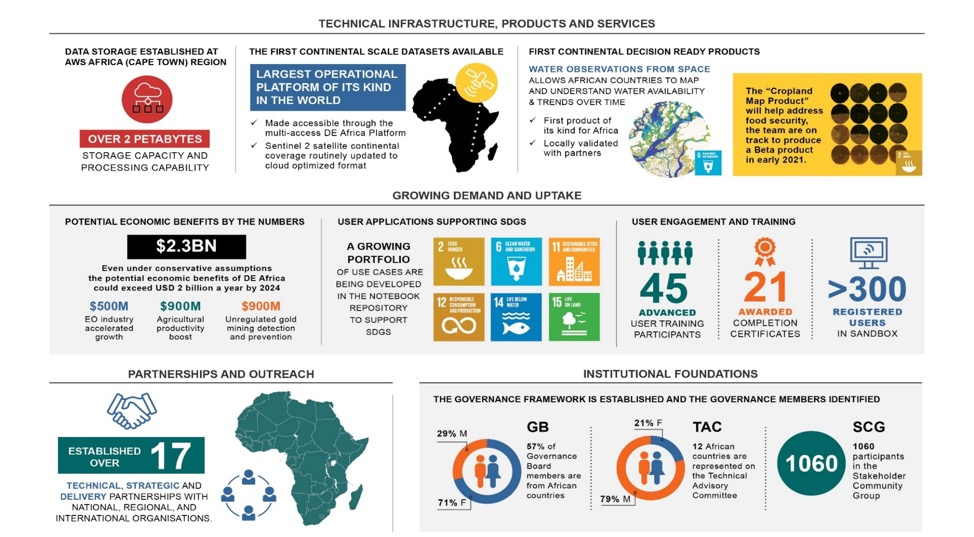 TECHNICAL INFRASTRUCTURE, PRODUCTS AND SERVICES
DATA STORAGE ESTABLISHED AT
AWS AFRICA (CAPE TOWN) REGION
OVER 2 PETABYTES
STORAGE CAPACITY AND
PROCESSING CAPABILITY
THE FIRST CONTINENTAL SCALE DATASETS AVAILABLE
LARGEST OPERATIONAL
PLATFORM OF ITS KIND
IN THE WORLD
✓ Made accessible through the
multi-access DE Africa Platform
✓ Sentinel 2 satellite continental
coverage routinely updated to
cloud optimized format
FIRST CONTINENTAL DECISION READY PRODUCTS
WATER OBSERVATIONS FROM SPACE
ALLOWS AFRICAN COUNTRIES TO MAP
AND UNDERSTAND WATER AVAILABILITY
& TRENDS OVER TIME
✓ First product of
its kind for Africa
✓ Locally validated
with partners
6
The “Cropland
Map Product”
will help address
food security,
the team are on
track to produce
a Beta product
in early 2021.
2
GROWING DEMAND AND UPTAKE
POTENTIAL ECONOMIC BENEFITS BY THE NUMBERS
$2.3BN
Even under conservative assumptions
the potential economic benefits of DE Africa
could exceed USD 2 billion a year by 2024
$500M
EO industry
accelerated
growth
$900M
Agricultural
productivity
boost
$900M
Unregulated gold
mining detection
and prevention
USER APPLICATIONS SUPPORTING SDGS
A GROWING
PORTFOLIO
OF USE CASES ARE
BEING DEVELOPED
IN THE NOTEBOOK
REPOSITORY
TO SUPPORT
SDGS
2 ZERO
HUNGER
6 CLEAN WATER
AND SANITATION
11 SUSTAINABLE CITIES
AND COMMUNITIES
12 RESPONSIBLE
CONSUMPTION
AND PRODUCTION
14 LIFE BELOW
WATER
15 LIFE
ON LAND
USER ENGAGEMENT AND TRAINING
45
ADVANCED
USER TRAINING
PARTICIPANTS
21
AWARDED
COMPLETION
CERTIFICATES
>300
REGISTERED
USERS
IN SANDBOX
PARTNERSHIPS AND OUTREACH
ESTABLISHED
OVER
17
TECHNICAL, STRATEGIC AND
DELIVERY PARTNERSHIPS WITH
NATIONAL, REGIONAL, AND
INTERNATIONAL ORGANISATIONS.
INSTITUTIONAL FOUNDATIONS
THE GOVERNANCE FRAMEWORK IS ESTABLISHED AND THE GOVERNANCE MEMBERS IDENTIFIED
29% M
71% F
GB
57% of
Governance
Board
members are
from African
countries
21% F
79% M
TAC
12 African
countries are
represented on
the Technical
Advisory
Committee
1060
SCG
1060
participants
in the
Stakeholder
Community
Group